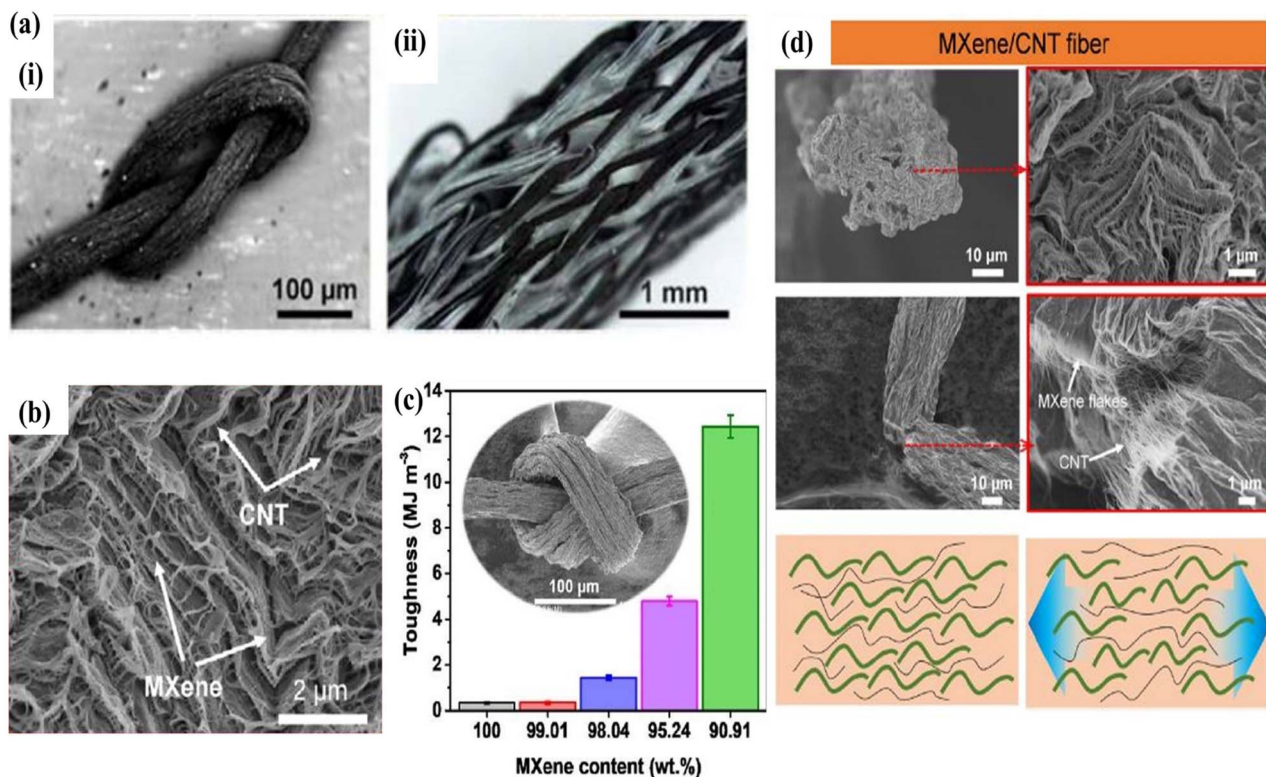 (a)
(i)
100 µm
(ii)
1 mm
(b)
CNT
MXene
2 µm
(c)
Toughness (MJ m⁻³)
14
12
10
8
6
4
2
0
100 µm
100 99.01 98.04 95.24 90.91
MXene content (wt.%)
(d)
MXene/CNT fiber
10 µm
1 µm
MXene flakes
CNT
10 µm
1 µm